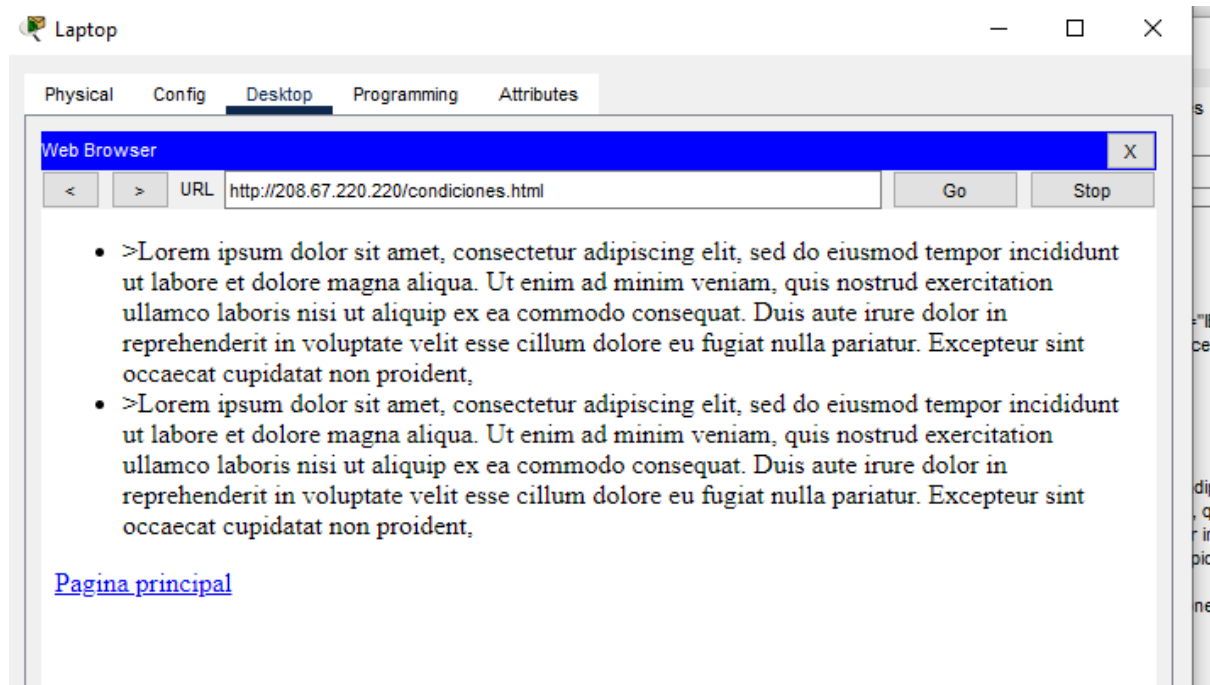 Laptop
Physical Config Desktop Programming Attributes
Web Browser X
< > URL http://208.67.220.220/condiciones.html Go Stop
• >Lorem ipsum dolor sit amet, consectetur adipiscing elit, sed do eiusmod tempor incididunt
ut labore et dolore magna aliqua. Ut enim ad minim veniam, quis nostrud exercitation
ullamco laboris nisi ut aliquip ex ea commodo consequat. Duis aute irure dolor in
reprehenderit in voluptate velit esse cillum dolore eu fugiat nulla pariatur. Excepteur sint
occaecat cupidatat non proident,
• >Lorem ipsum dolor sit amet, consectetur adipiscing elit, sed do eiusmod tempor incididunt
ut labore et dolore magna aliqua. Ut enim ad minim veniam, quis nostrud exercitation
ullamco laboris nisi ut aliquip ex ea commodo consequat. Duis aute irure dolor in
reprehenderit in voluptate velit esse cillum dolore eu fugiat nulla pariatur. Excepteur sint
occaecat cupidatat non proident,
Pagina principal